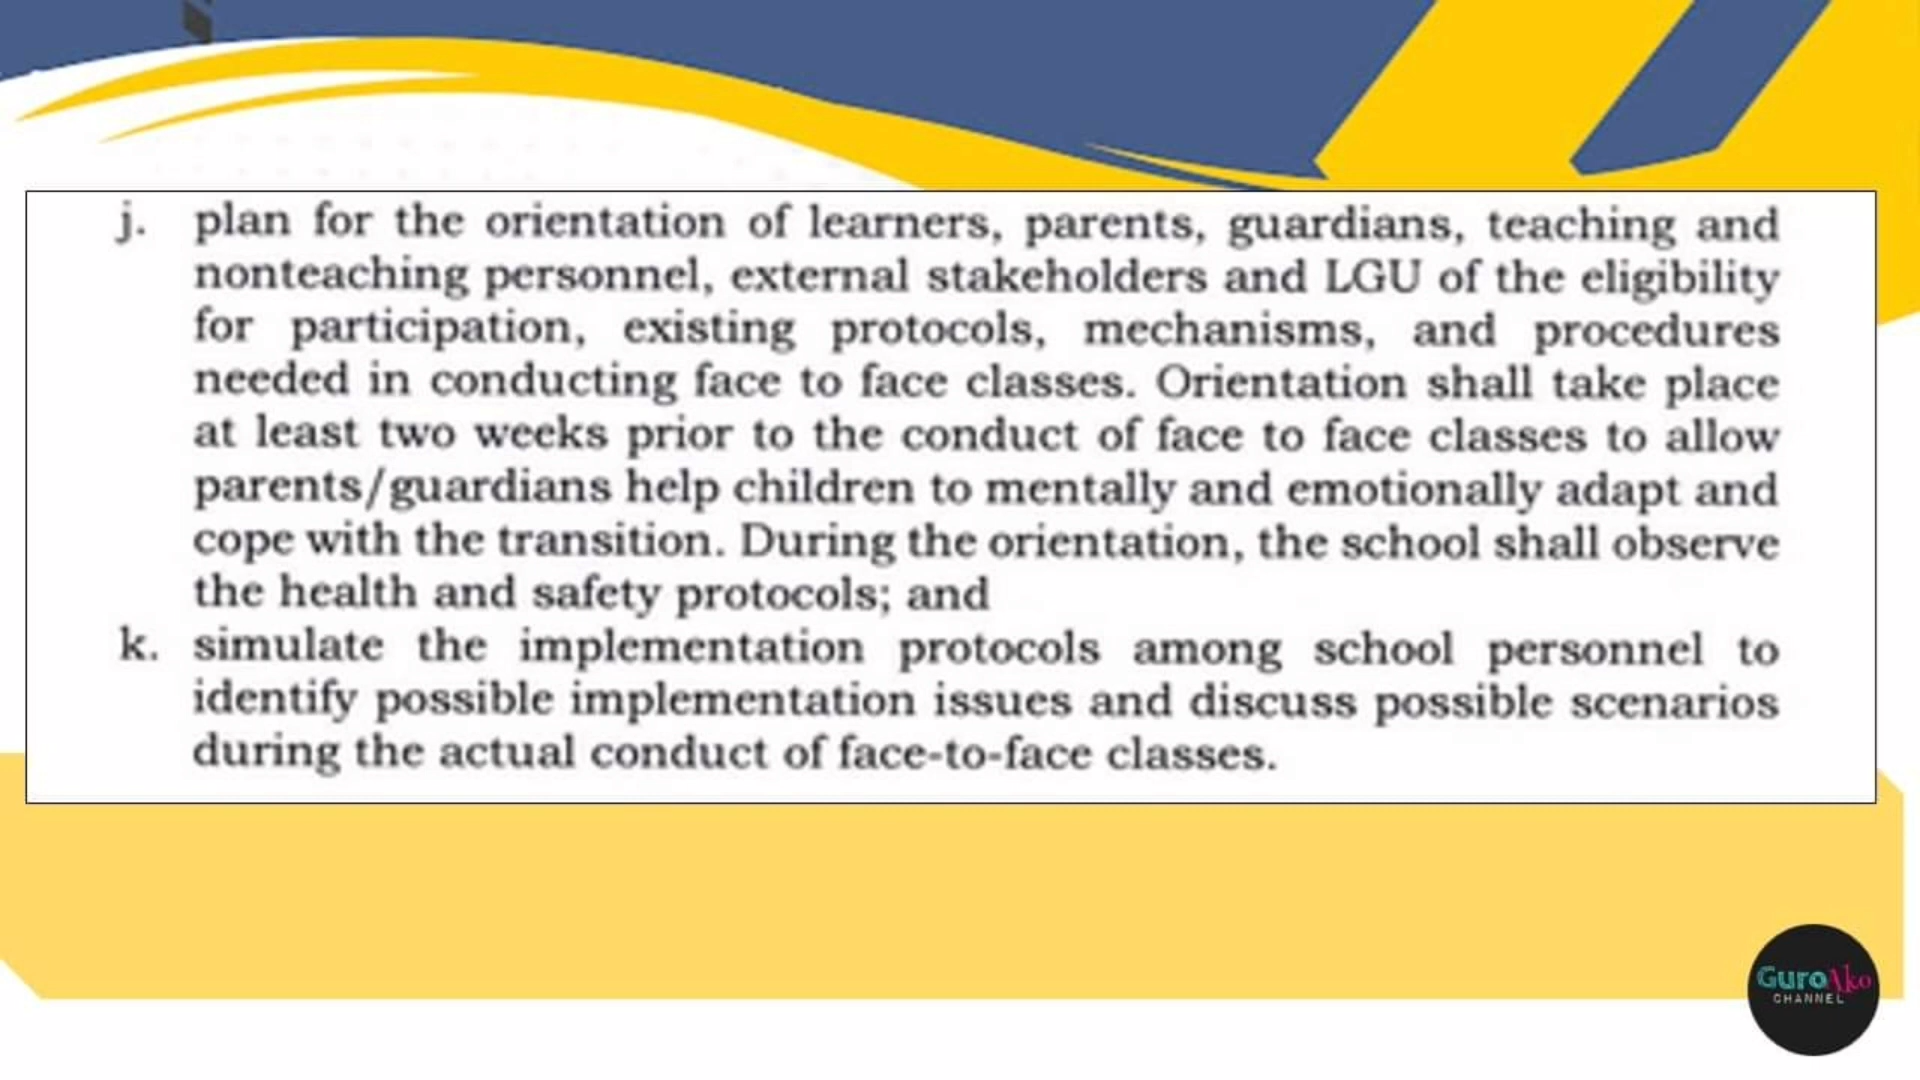 j. plan for the orientation of learners, parents, guardians, teaching and
nonteaching personnel, external stakeholders and LGU of the eligibility
for participation, existing protocols, mechanisms, and procedures
needed in conducting face to face classes. Orientation shall take place
at least two weeks prior to the conduct of face to face classes to allow
parents/guardians help children to mentally and emotionally adapt and
cope with the transition. During the orientation, the school shall observe
the health and safety protocols; and
k. simulate the implementation protocols among school personnel to
identify possible implementation issues and discuss possible scenarios
during the actual conduct of face-to-face classes.
GuroAko
CHANNEL